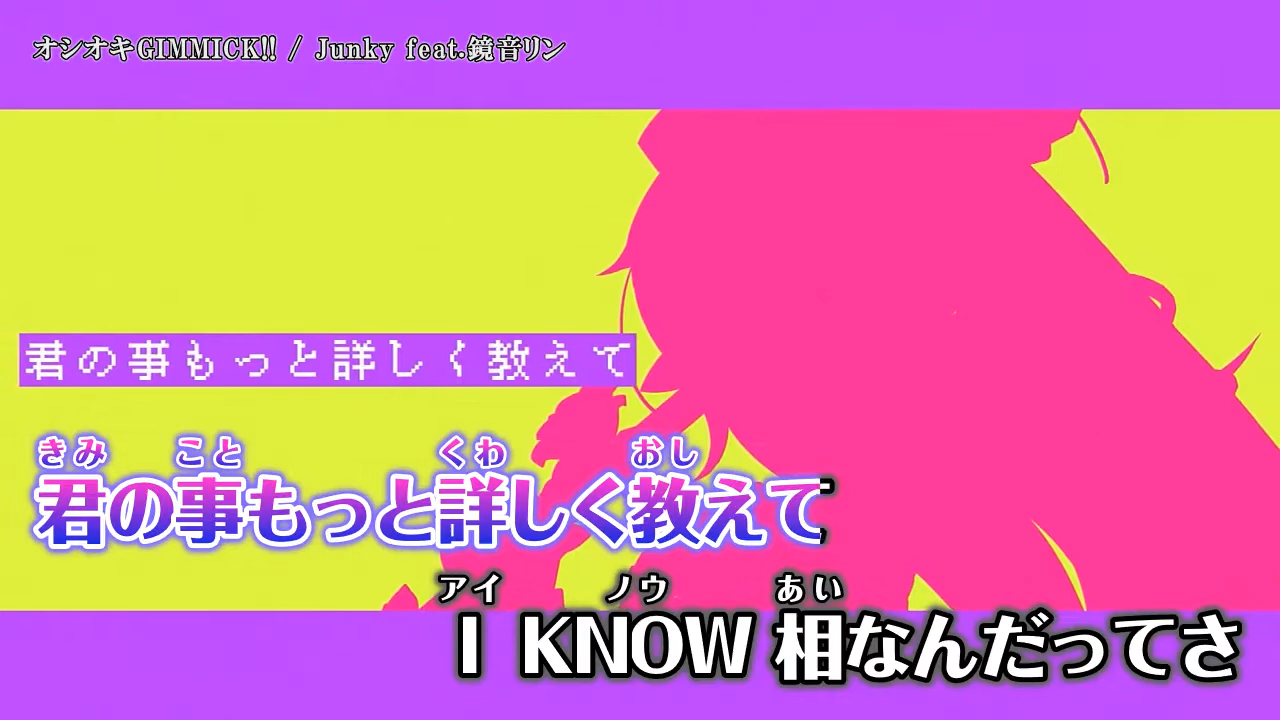 オシオキGIMMICK!! / Junky feat.鏡音リン
君の事もっと詳しく教えて
きみ こと くわ おし
君の事もっと詳しく教えて
アイ ノウ あい
I KNOW 相なんだってさ